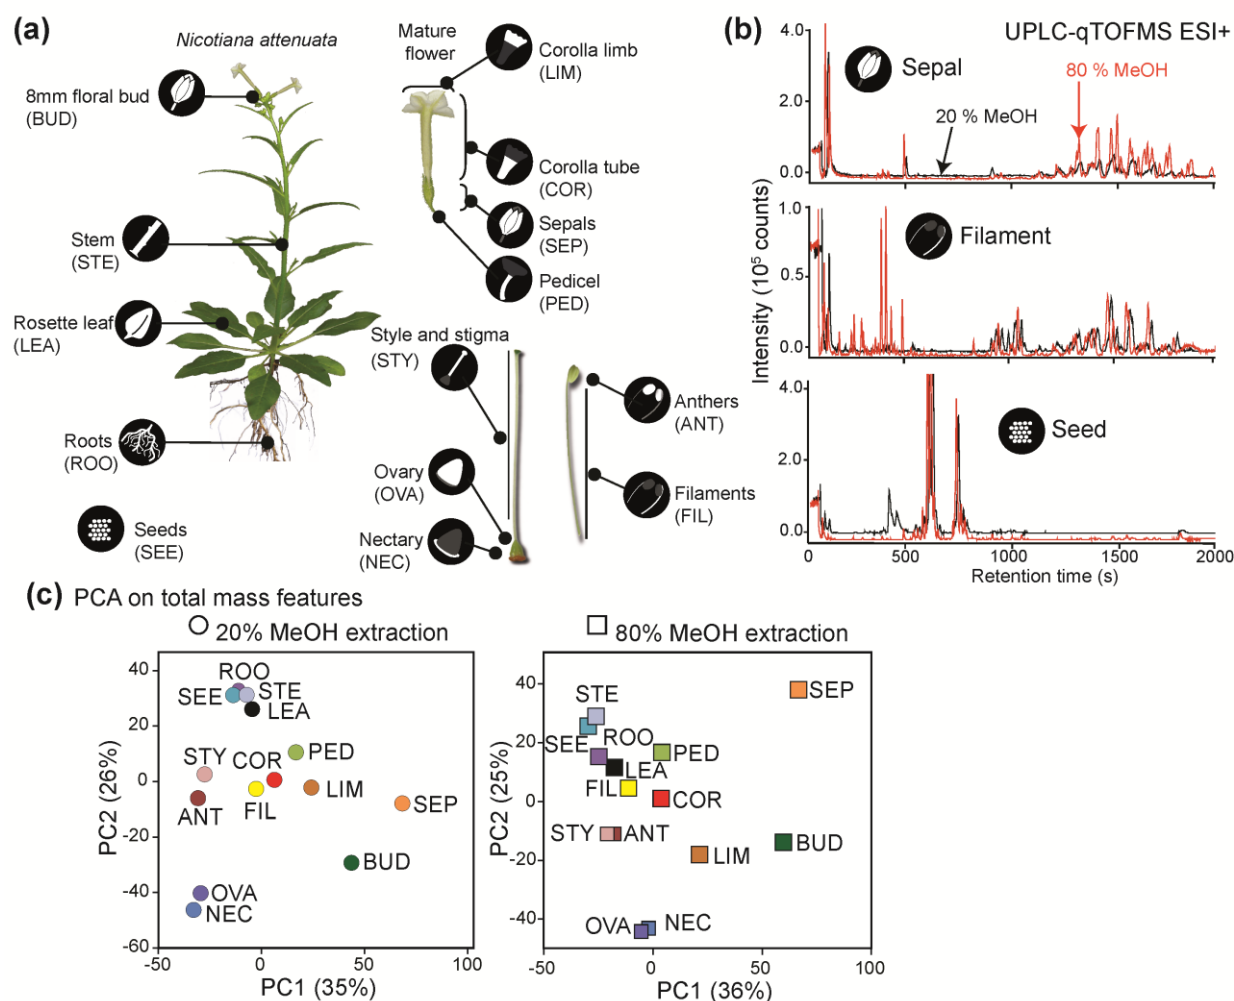 (a)
Nicotiana attenuata
8mm floral bud
(BUD)
Stem
(STE)
Rosette leaf
(LEA)
Roots
(ROO)
Seeds
(SEE)
Mature
flower
Corolla limb
(LIM)
Corolla tube
(COR)
Sepals
(SEP)
Pedicel
(PED)
Style and stigma
(STY)
Ovary
(OVA)
Nectary
(NEC)
Anthers
(ANT)
Filaments
(FIL)
(b)
UPLC-qTOFMS ESI+
4.0
2.0
0.0
Sepal
80 % MeOH
20 % MeOH
1.0
0.5
0.0
Filament
4.0
2.0
0.0
Seed
Intensity (10⁵ counts)
0 500 1000 1500 2000
Retention time (s)
(c) PCA on total mass features
20% MeOH extraction
40
20
0
-20
-40
-60
PC2 (26%)
ROO
SEE STE
LEA
STY COR PED
ANT FIL LIM SEP
BUD
OVA
NEC
-50 0 50 100
PC1 (35%)
80% MeOH extraction
40
20
0
-20
-40
-50
PC2 (25%)
SEP
STE
SEE ROO PED
LEA
FIL COR
STY ANT
LIM BUD
OVA NEC
-50 0 50 100
PC1 (36%)